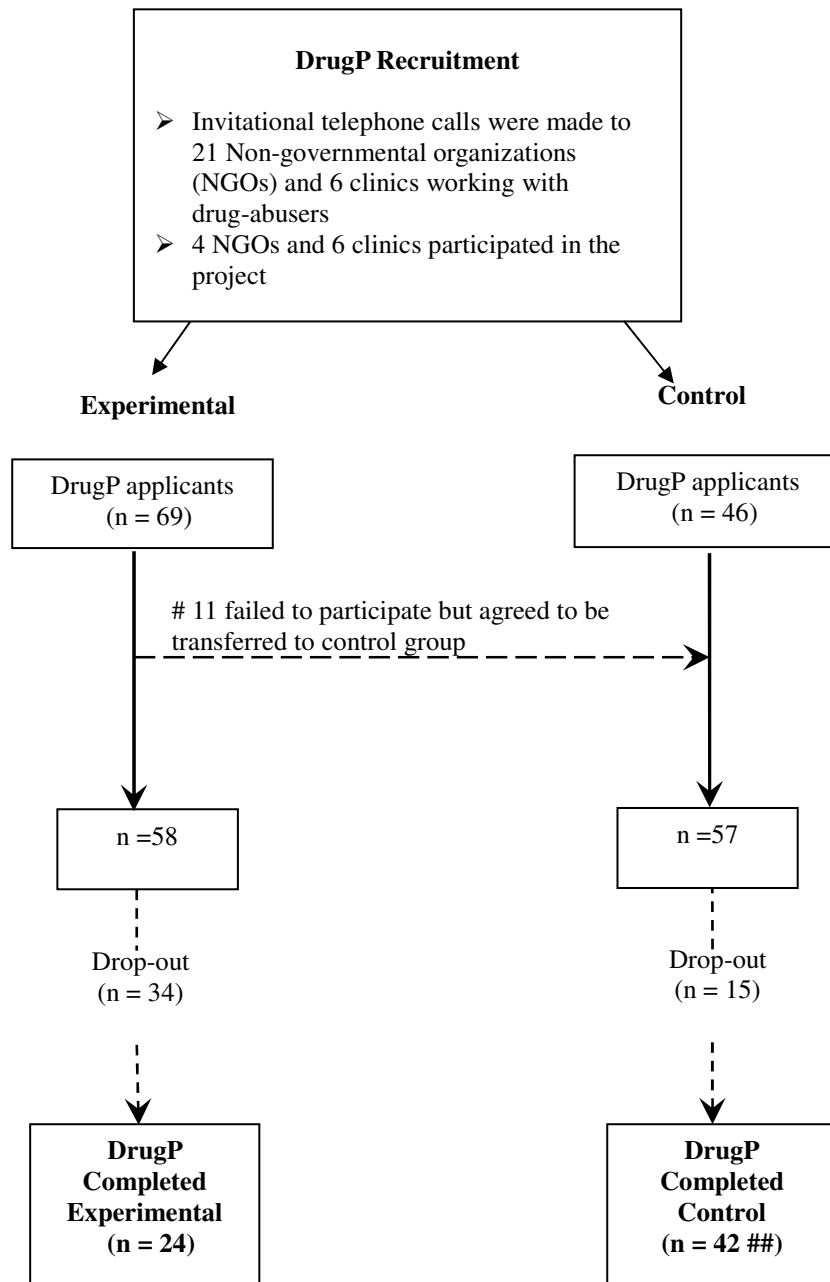 DrugP Recruitment
➢ Invitational telephone calls were made to
21 Non-governmental organizations
(NGOs) and 6 clinics working with
drug-abusers
➢ 4 NGOs and 6 clinics participated in the
project
Experimental
Control
DrugP applicants
(n = 69)
DrugP applicants
(n = 46)
# 11 failed to participate but agreed to be
transferred to control group
n =58
n =57
Drop-out
(n = 34)
Drop-out
(n = 15)
DrugP
Completed
Experimental
(n = 24)
DrugP
Completed
Control
(n = 42 ##)